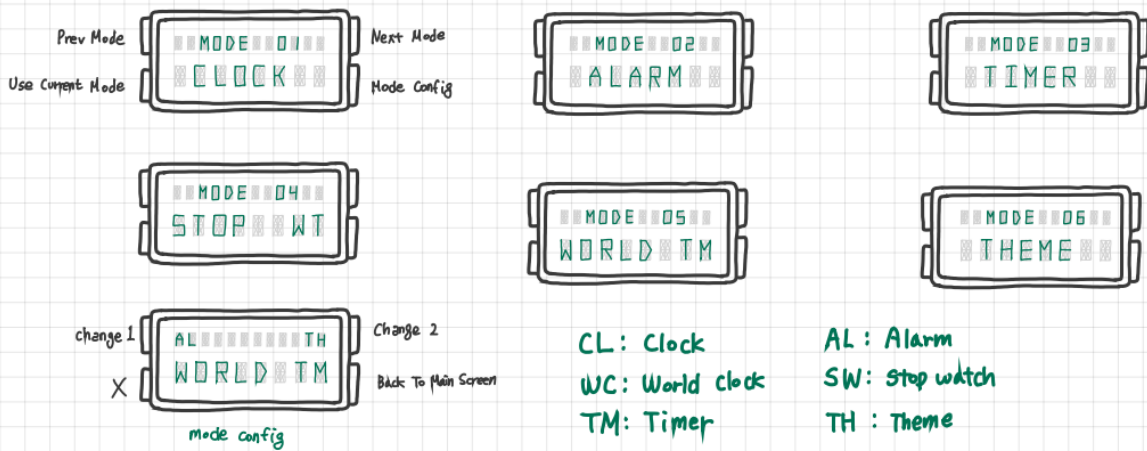 Prev Mode
MODE 01
Next Mode
Use Current Mode
CLOCK
Mode Config
MODE 02
ALARM
MODE 03
TIMER
MODE 04
STOP WT
MODE 05
WORLD TM
MODE 06
THEME
change 1
AL TH
Change 2
X
WORLD TM
Back To Main Screen
mode config
CL: Clock
AL: Alarm
WC: World clock
SW: Stop watch
TM: Timer
TH: Theme